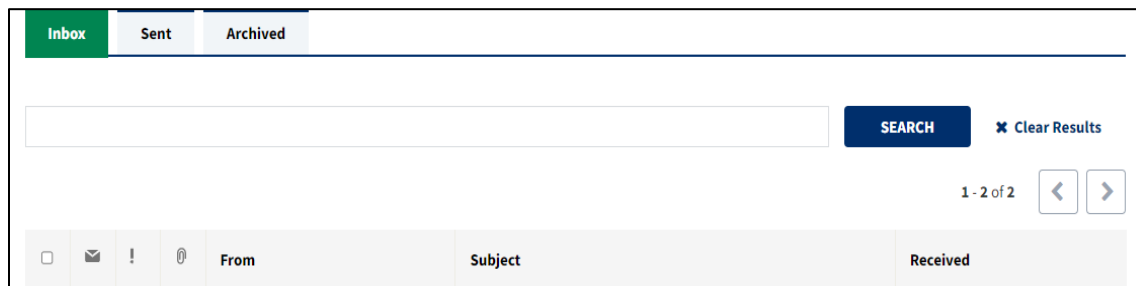 Inbox Sent Archived
SEARCH Clear Results
1 - 2 of 2
! From Subject Received